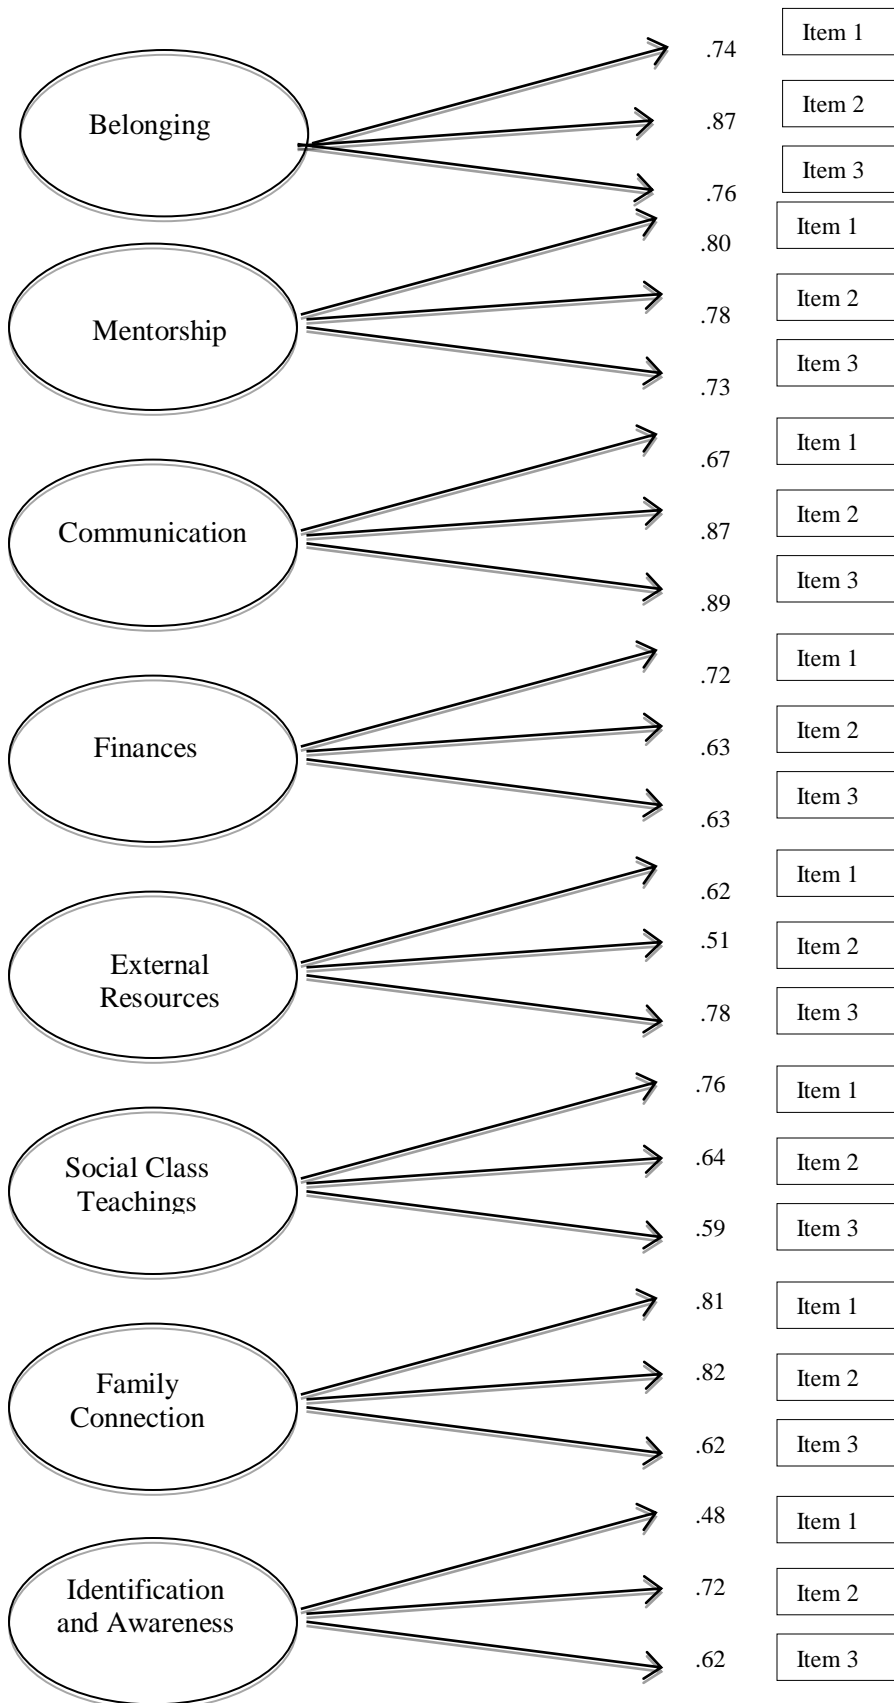 Item 1
.74
Item 2
Belonging
.87
Item 3
.76
Item 1
.80
Item 2
Mentorship
.78
Item 3
.73
Item 1
.67
Item 2
Communication
.87
Item 3
.89
Item 1
.72
Item 2
Finances
.63
Item 3
.63
Item 1
.62
.51
Item 2
External
Resources
.78
Item 3
.76
Item 1
.64
Item 2
Social Class
Teachings
.59
Item 3
.81
Item 1
.82
Item 2
Family
Connection
.62
Item 3
.48
Item 1
.72
Item 2
Identification
and Awareness
.62
Item 3